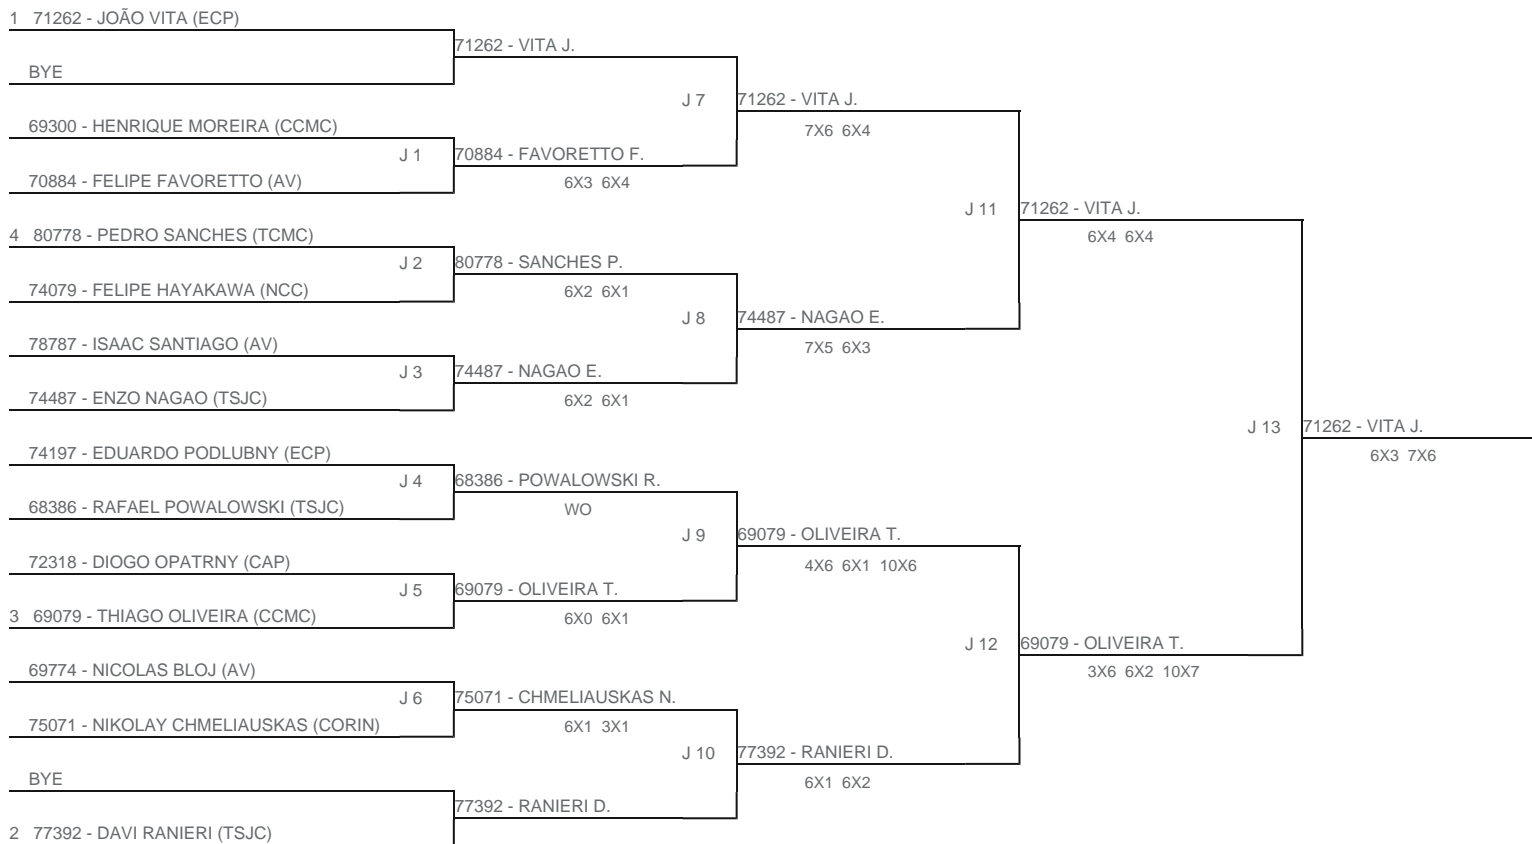 1 71262 - JOÃO VITA (ECP)
71262 - VITA J.
BYE
J 7
71262 - VITA J.
7X6 6X4
69300 - HENRIQUE MOREIRA (CCMC)
J 1
70884 - FAVORETTO F.
6X3 6X4
70884 - FELIPE FAVORETTO (AV)
J 11
71262 - VITA J.
6X4 6X4
4 80778 - PEDRO SANCHES (TCMC)
J 2
80778 - SANCHES P.
6X2 6X1
74079 - FELIPE HAYAKAWA (NCC)
J 8
74487 - NAGAO E.
7X5 6X3
78787 - ISAAC SANTIAGO (AV)
J 3
74487 - NAGAO E.
6X2 6X1
74487 - ENZO NAGAO (TSJC)
J 13
71262 - VITA J.
6X3 7X6
74197 - EDUARDO PODLUBNY (ECP)
J 4
68386 - POWALOWSKI R.
WO
68386 - RAFAEL POWALOWSKI (TSJC)
J 9
69079 - OLIVEIRA T.
4X6 6X1 10X6
72318 - DIOGO OPATRNY (CAP)
J 5
69079 - OLIVEIRA T.
6X0 6X1
3 69079 - THIAGO OLIVEIRA (CCMC)
J 12
69079 - OLIVEIRA T.
3X6 6X2 10X7
69774 - NICOLAS BLOJ (AV)
J 6
75071 - CHMELIAUSKAS N.
6X1 3X1
75071 - NIKOLAY CHMELIAUSKAS (CORIN)
J 10
77392 - RANIERI D.
6X1 6X2
BYE
77392 - RANIERI D.
2 77392 - DAVI RANIERI (TSJC)